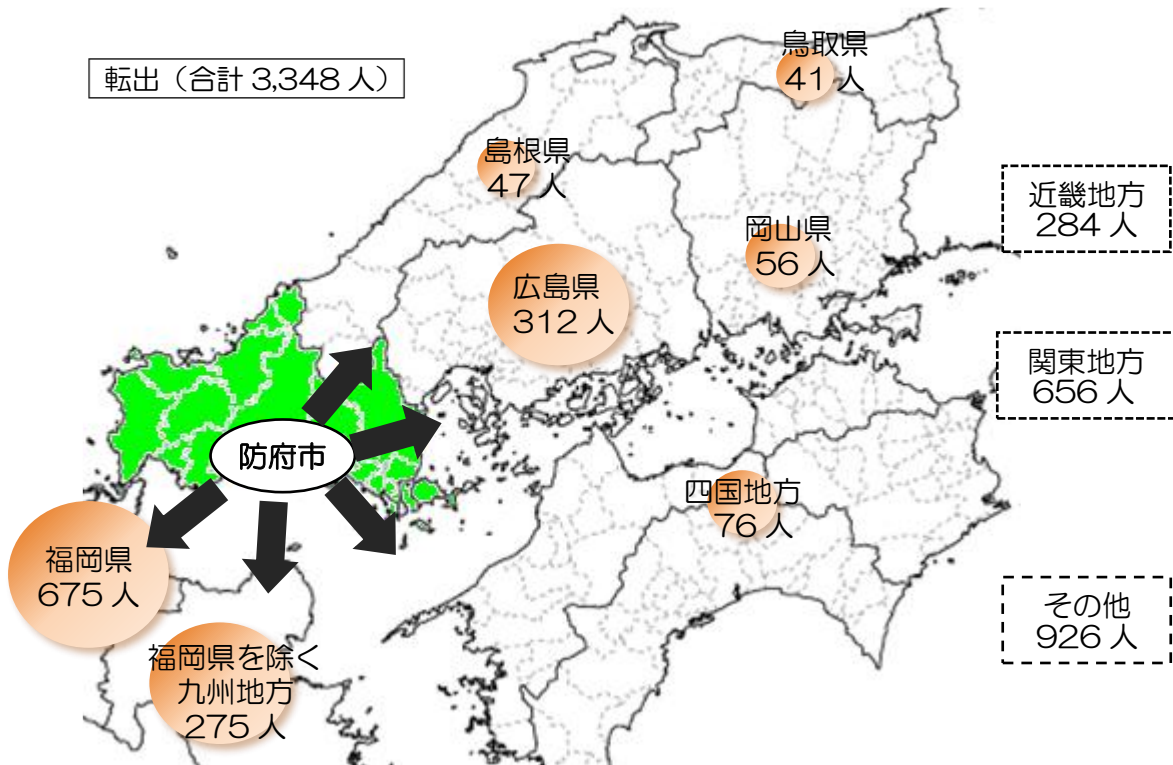 転出（合計 3,348 人）
鳥取県
41 人
島根県
47 人
近畿地方
284 人
岡山県
56 人
広島県
312 人
関東地方
656 人
防府市
四国地方
76 人
福岡県
675 人
その他
926 人
福岡県を除く
九州地方
275 人